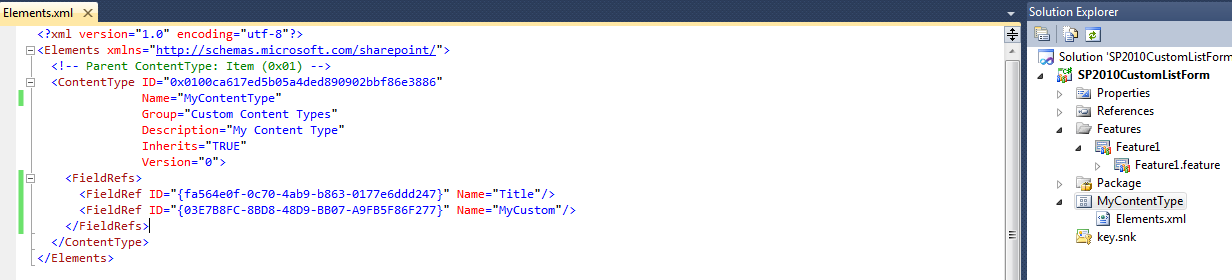 Elements.xml
<?xml version="1.0" encoding="utf-8"?>
<Elements xmlns="http://schemas.microsoft.com/sharepoint/">
<!-- Parent ContentType: Item (0x01) -->
<ContentType ID="0x0100ca617ed5b05a4ded890902bbf86e3886"
Name="MyContentType"
Group="Custom Content Types"
Description="My Content Type"
Inherits="TRUE"
Version="0">
<FieldRefs>
<FieldRef ID="{fa564e0f-0c70-4ab9-b863-0177e6ddd247}" Name="Title"/>
<FieldRef ID="{03E7B8FC-8BD8-48D9-BB07-A9FB5F86F277}" Name="MyCustom"/>
</FieldRefs>
</ContentType>
</Elements>
Solution Explorer
Solution 'SP2010CustomListForm
SP2010CustomListForm
Properties
References
Features
Feature1
Feature1.feature
Package
MyContentType
Elements.xml
key.snk